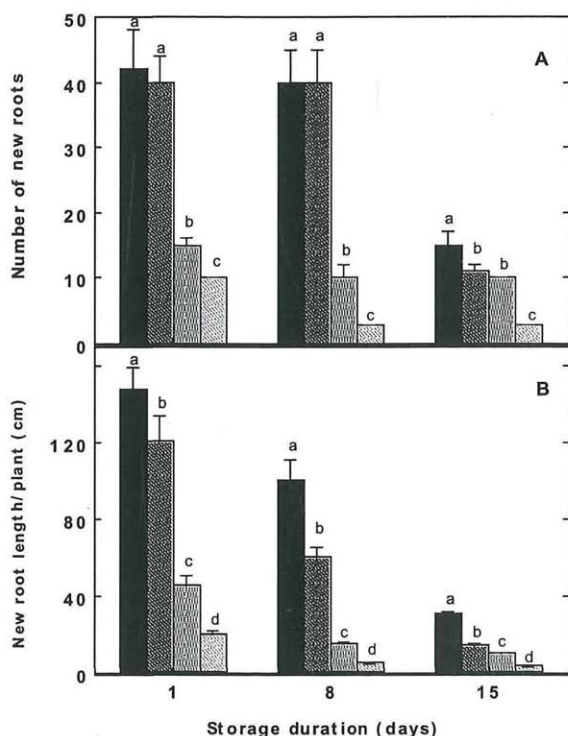 50
40
30
20
10
0
Number of new roots
A
a a b c
a a b c
a b b c
120
80
40
0
New root length/plant (cm)
B
a b c d
a b c d
a b c d
1 8 15
Storage duration (days)